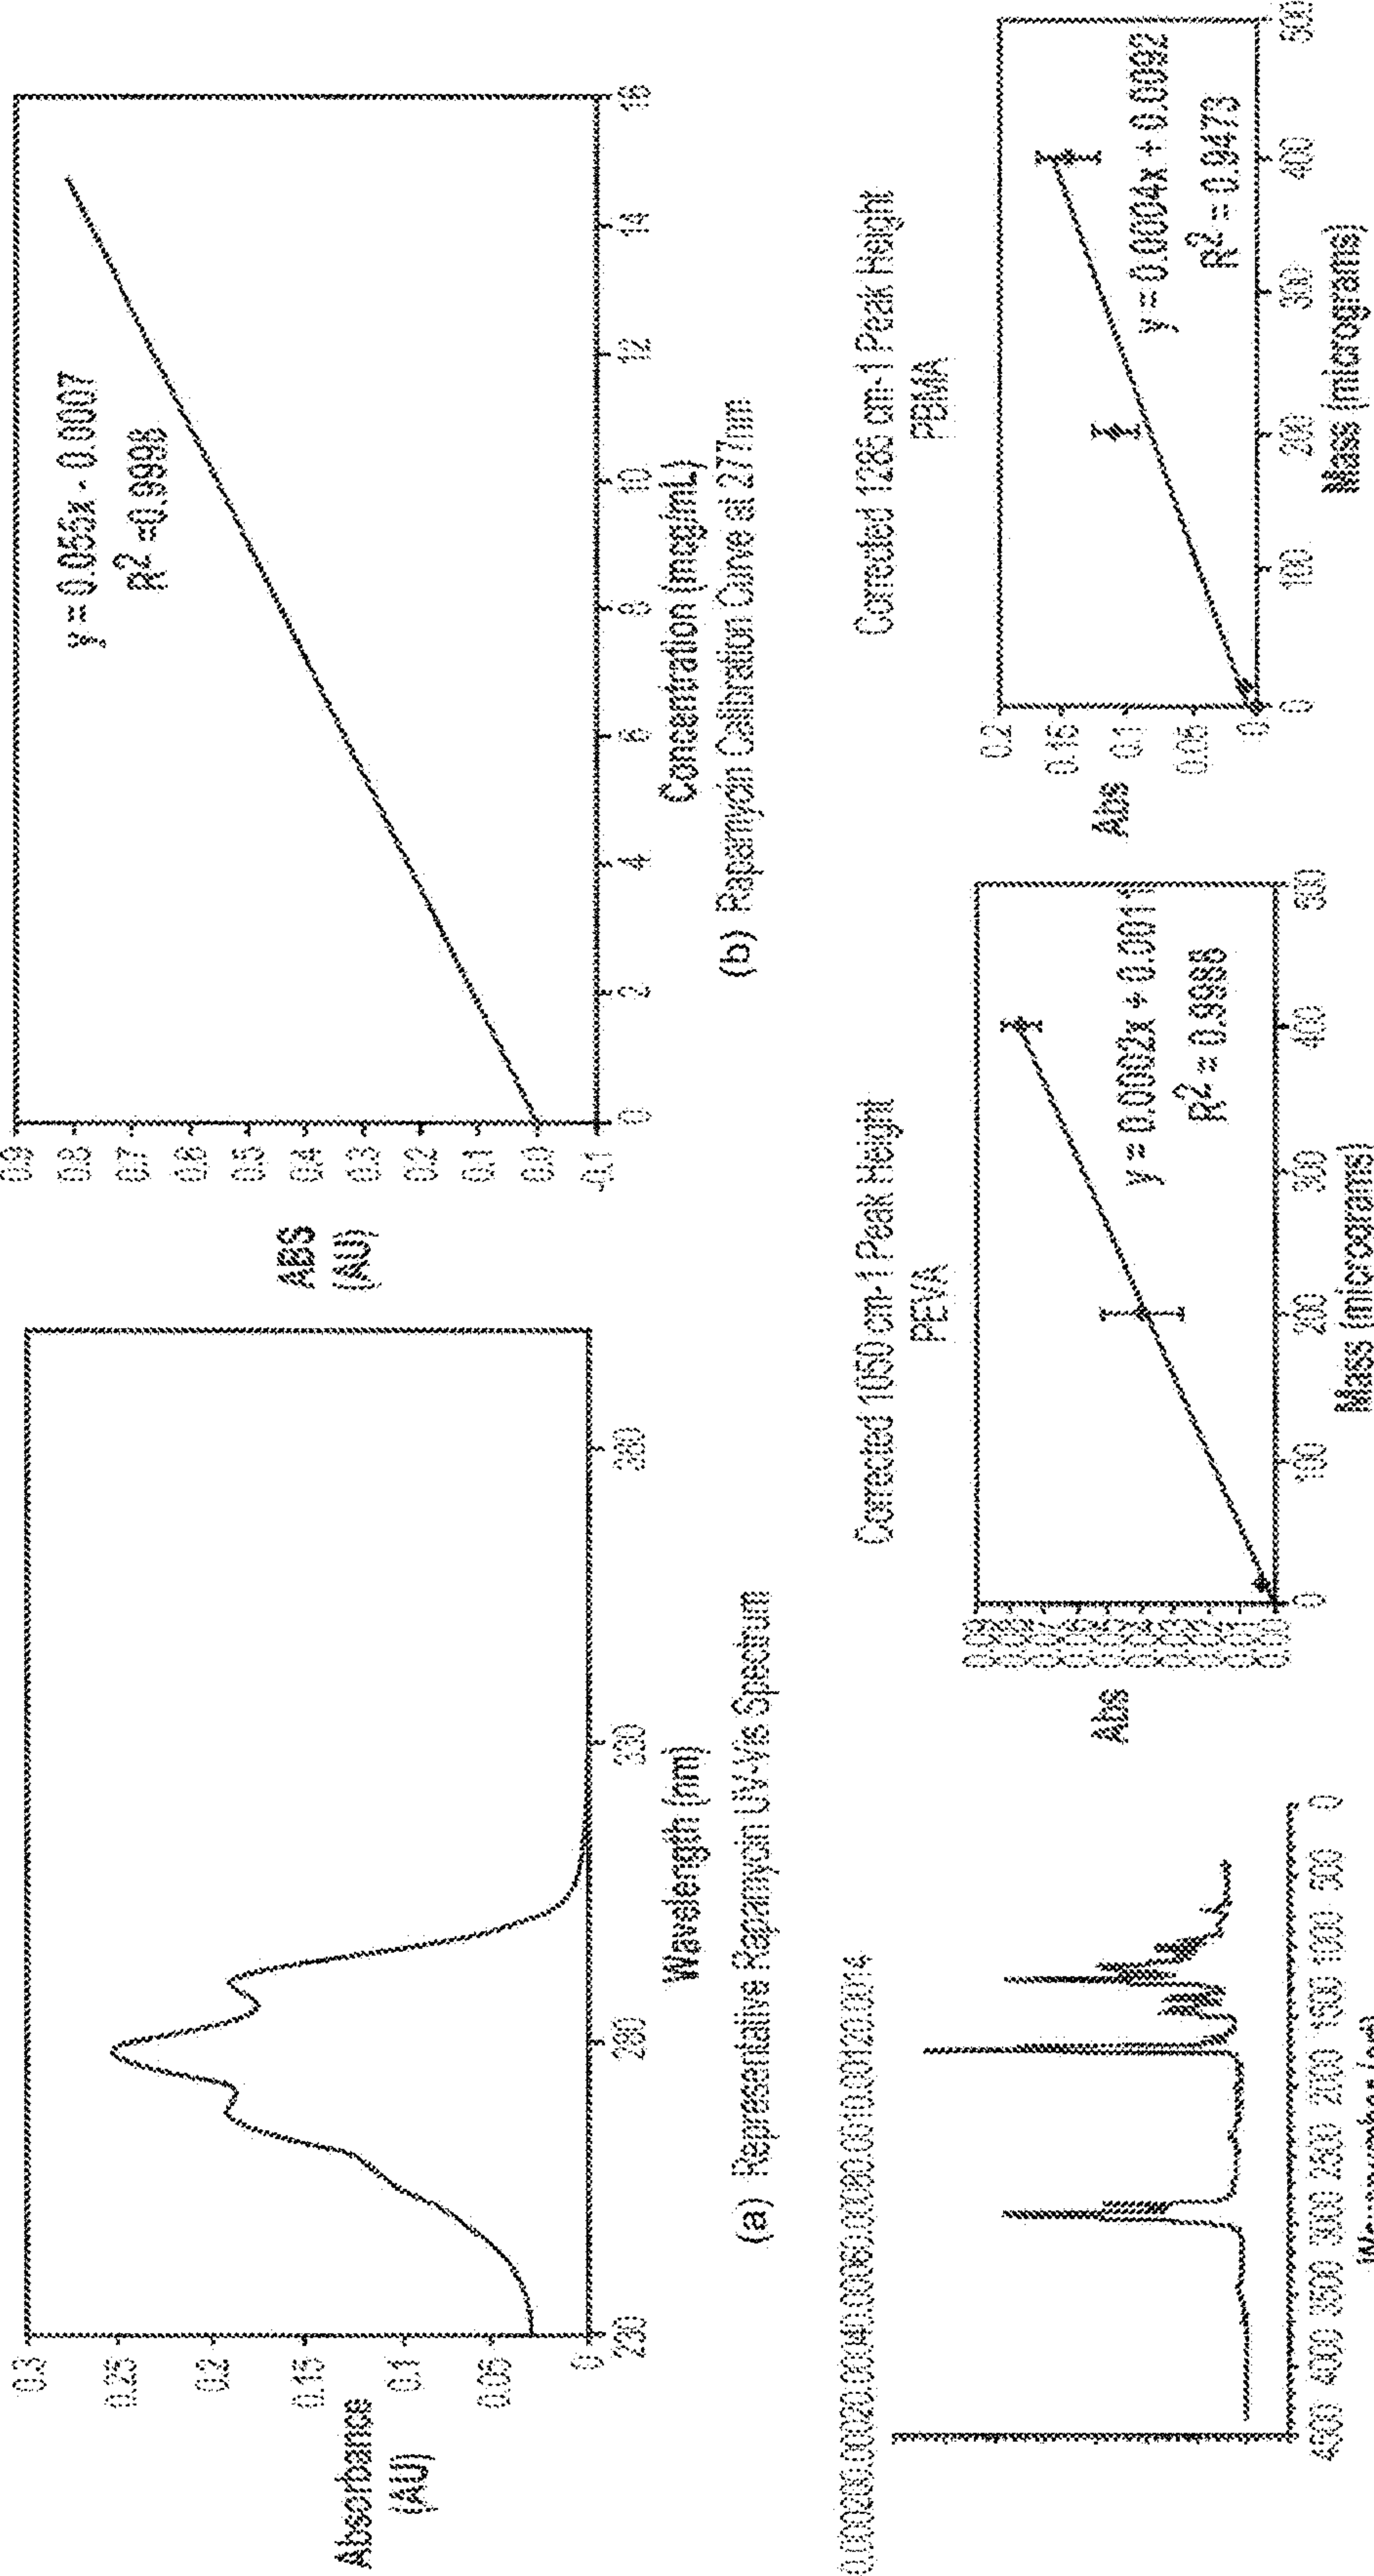 0.3
0.25
0.2
0.15
0.1
0.05
0
Absorbance
(AU)
230
280
330
380
Wavelength (nm)
(a) Representative Rapamycin UV-Vis Spectrum
0.9
0.8
0.7
0.6
0.5
0.4
0.3
0.2
0.1
0.0
-0.1
ABS
(AU)
y = 0.055x - 0.0007
R2 =0.9998
0
2
4
6
8
10
12
14
16
Concentration (mcg/mL)
(b) Rapamycin Calibration Curve at 277nm
4500 4000 3500 3000 2500 2000 1500 1000 500 0
Corrected 1050 cm-1 Peak Height
PEVA
Abs
y = 0.0002x + 0.0011
R2 = 0.9986
0
100
200
300
400
500
Mass (micrograms)
Corrected 1285 cm-1 Peak Height
PBMA
0.2
0.15
0.1
0.05
0
Abs
y = 0.0004x + 0.0092
R2 = 0.9473
0
100
200
300
400
500
Mass (micrograms)